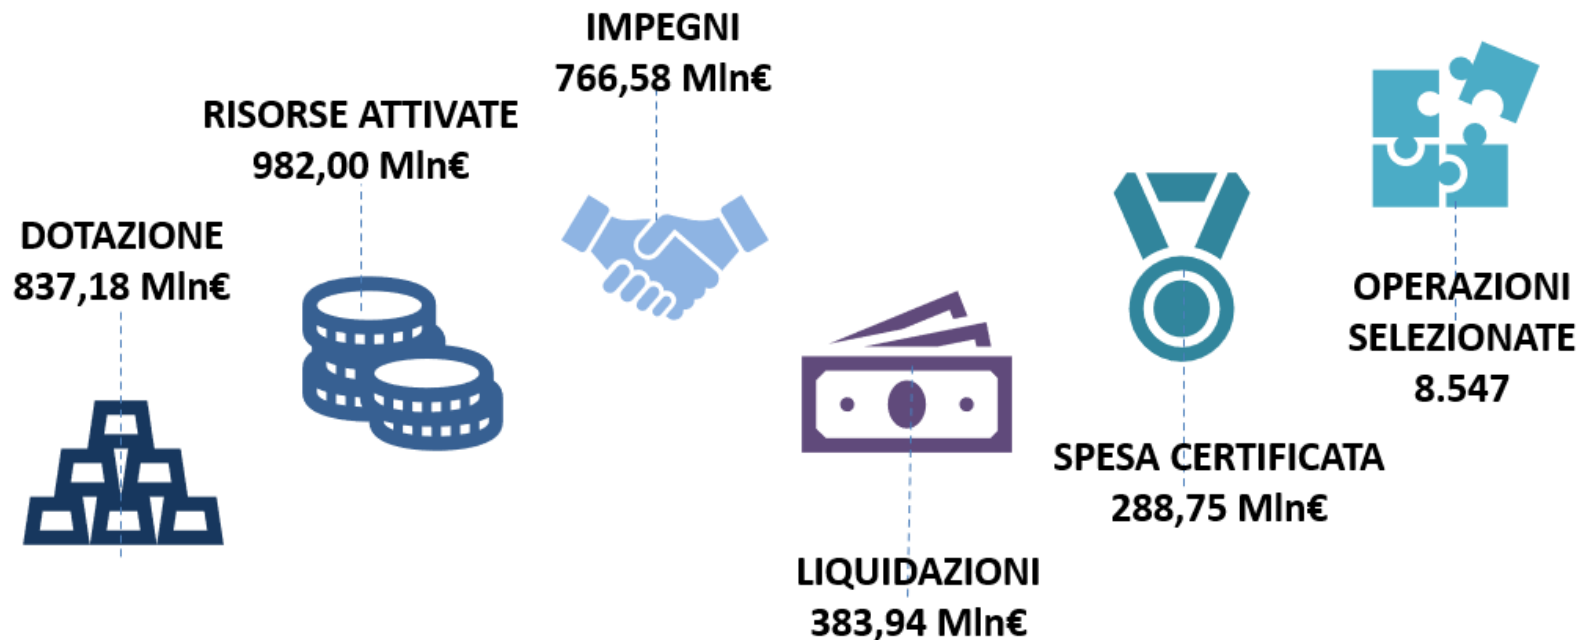 DOTAZIONE
837,18 Mln€
RISORSE ATTIVATE
982,00 Mln€
IMPEGNI
766,58 Mln€
LIQUIDAZIONI
383,94 Mln€
SPESA CERTIFICATA
288,75 Mln€
OPERAZIONI
SELEZIONATE
8.547